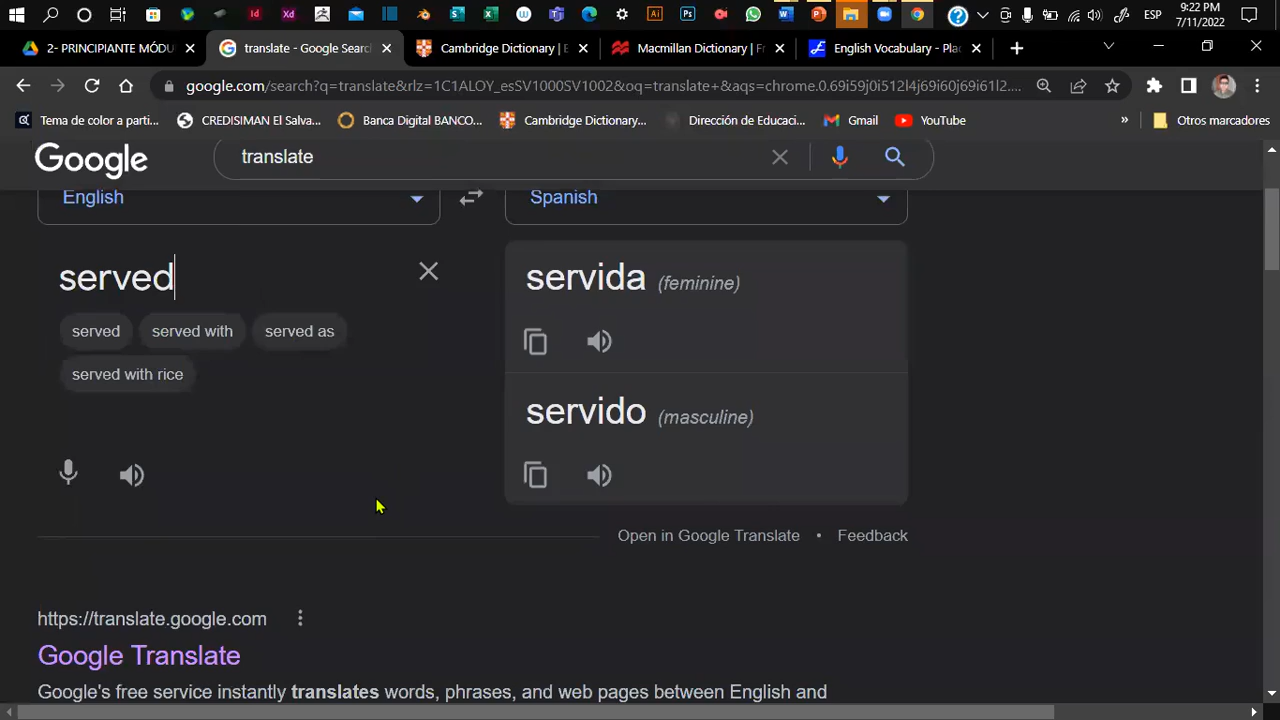 9:22 PM
ESP
7/11/2022
2- PRINCIPIANTE MÓDU
translate - Google Search
Cambridge Dictionary | E
Macmillan Dictionary | Fr
English Vocabulary - Plac
google.com/search?q=translate&rlz=1C1ALOY_esSV1000SV1002&oq=translate+&aqs=chrome.0.69i59j0i512l4j69i60j69i61l2....
Tema de color a parti...
CREDISIMAN El Salva...
Banca Digital BANCO...
Cambridge Dictionary...
Dirección de Educaci...
Gmail
YouTube
»
Otros marcadores
Google
translate
English
Spanish
served
servida (feminine)
served
served with
served as
served with rice
servido (masculine)
Open in Google Translate • Feedback
https://translate.google.com
Google Translate
Google's free service instantly translates words, phrases, and web pages between English and